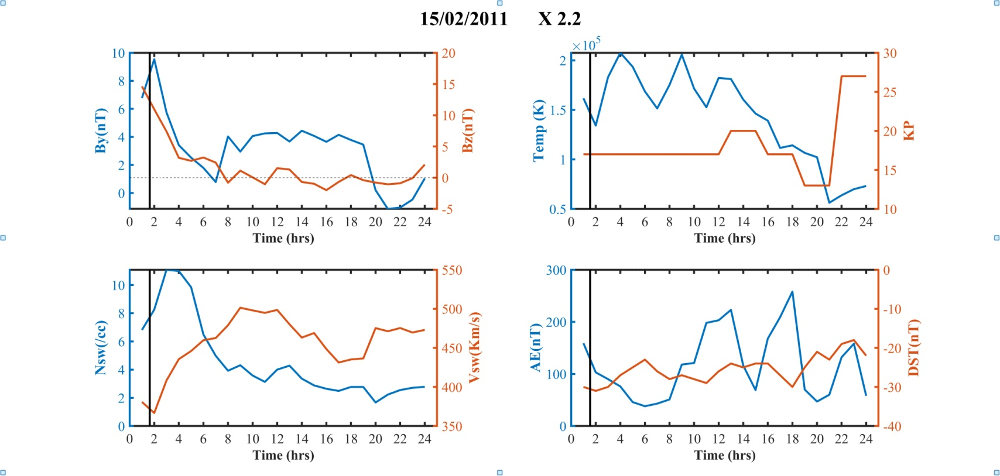 15/02/2011 X 2.2
10
8
6
4
2
0
By(nT)
20
15
10
5
0
-5
Bz(nT)
0 2 4 6 8 10 12 14 16 18 20 22 24
Time (hrs)
×10⁵
2
1.5
1
0.5
Temp (K)
30
25
20
15
10
KP
0 2 4 6 8 10 12 14 16 18 20 22 24
Time (hrs)
10
8
6
4
2
0
Nsw(/cc)
550
500
450
400
350
Vsw(Km/s)
0 2 4 6 8 10 12 14 16 18 20 22 24
Time (hrs)
300
200
100
0
AE(nT)
0
-10
-20
-30
-40
DST(nT)
0 2 4 6 8 10 12 14 16 18 20 22 24
Time (hrs)